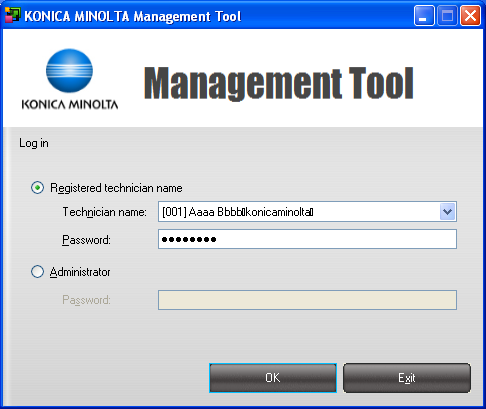 KONICA MINOLTA Management Tool
KONICA MINOLTA
Management Tool
Log in
Registered technician name
Technician name: [001] Aaaa Bbbb▯konicaminolta▯
Password: ●●●●●●●●
Administrator
Password:
OK
Exit